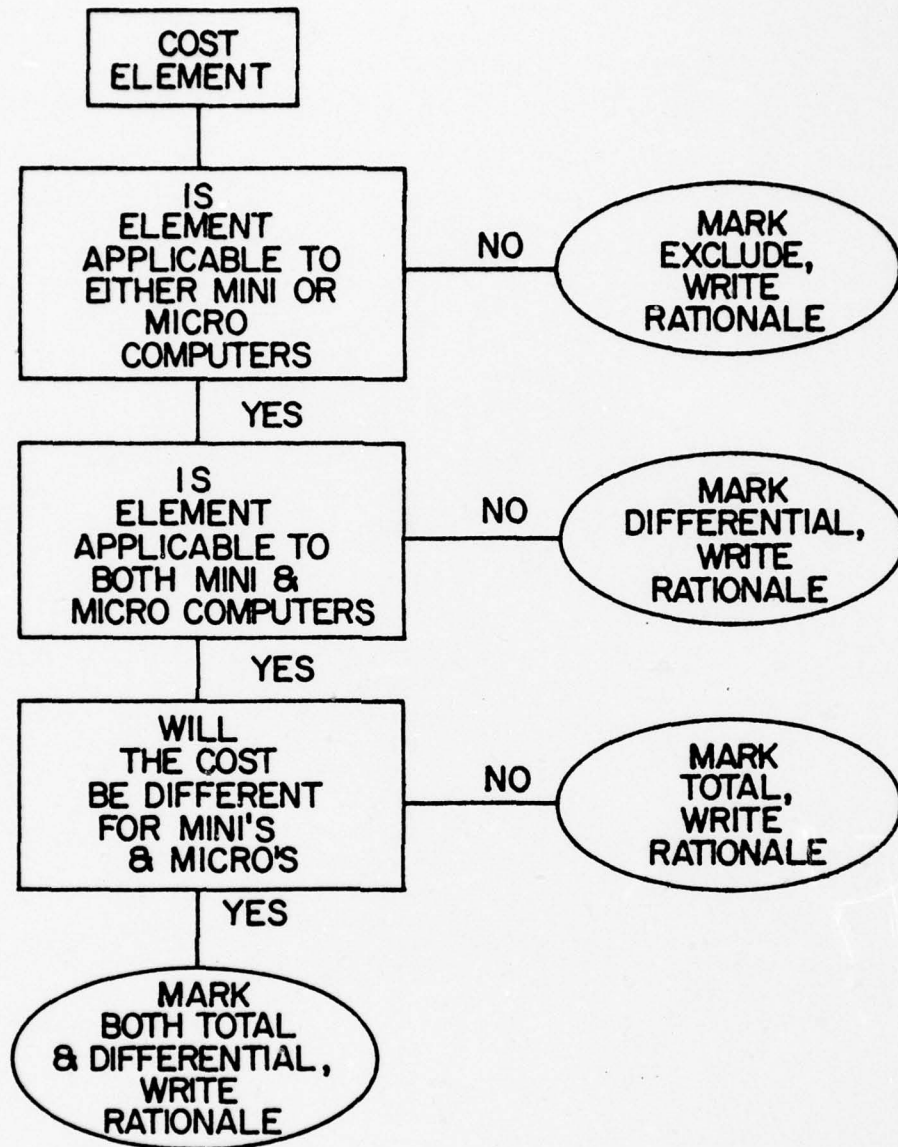 COST
ELEMENT
IS
ELEMENT
APPLICABLE TO
EITHER MINI OR
MICRO
COMPUTERS
NO
MARK
EXCLUDE,
WRITE
RATIONALE
YES
IS
ELEMENT
APPLICABLE TO
BOTH MINI &
MICRO COMPUTERS
NO
MARK
DIFFERENTIAL,
WRITE
RATIONALE
YES
WILL
THE COST
BE DIFFERENT
FOR MINI'S
& MICRO'S
NO
MARK
TOTAL,
WRITE
RATIONALE
YES
MARK
BOTH TOTAL
& DIFFERENTIAL,
WRITE
RATIONALE